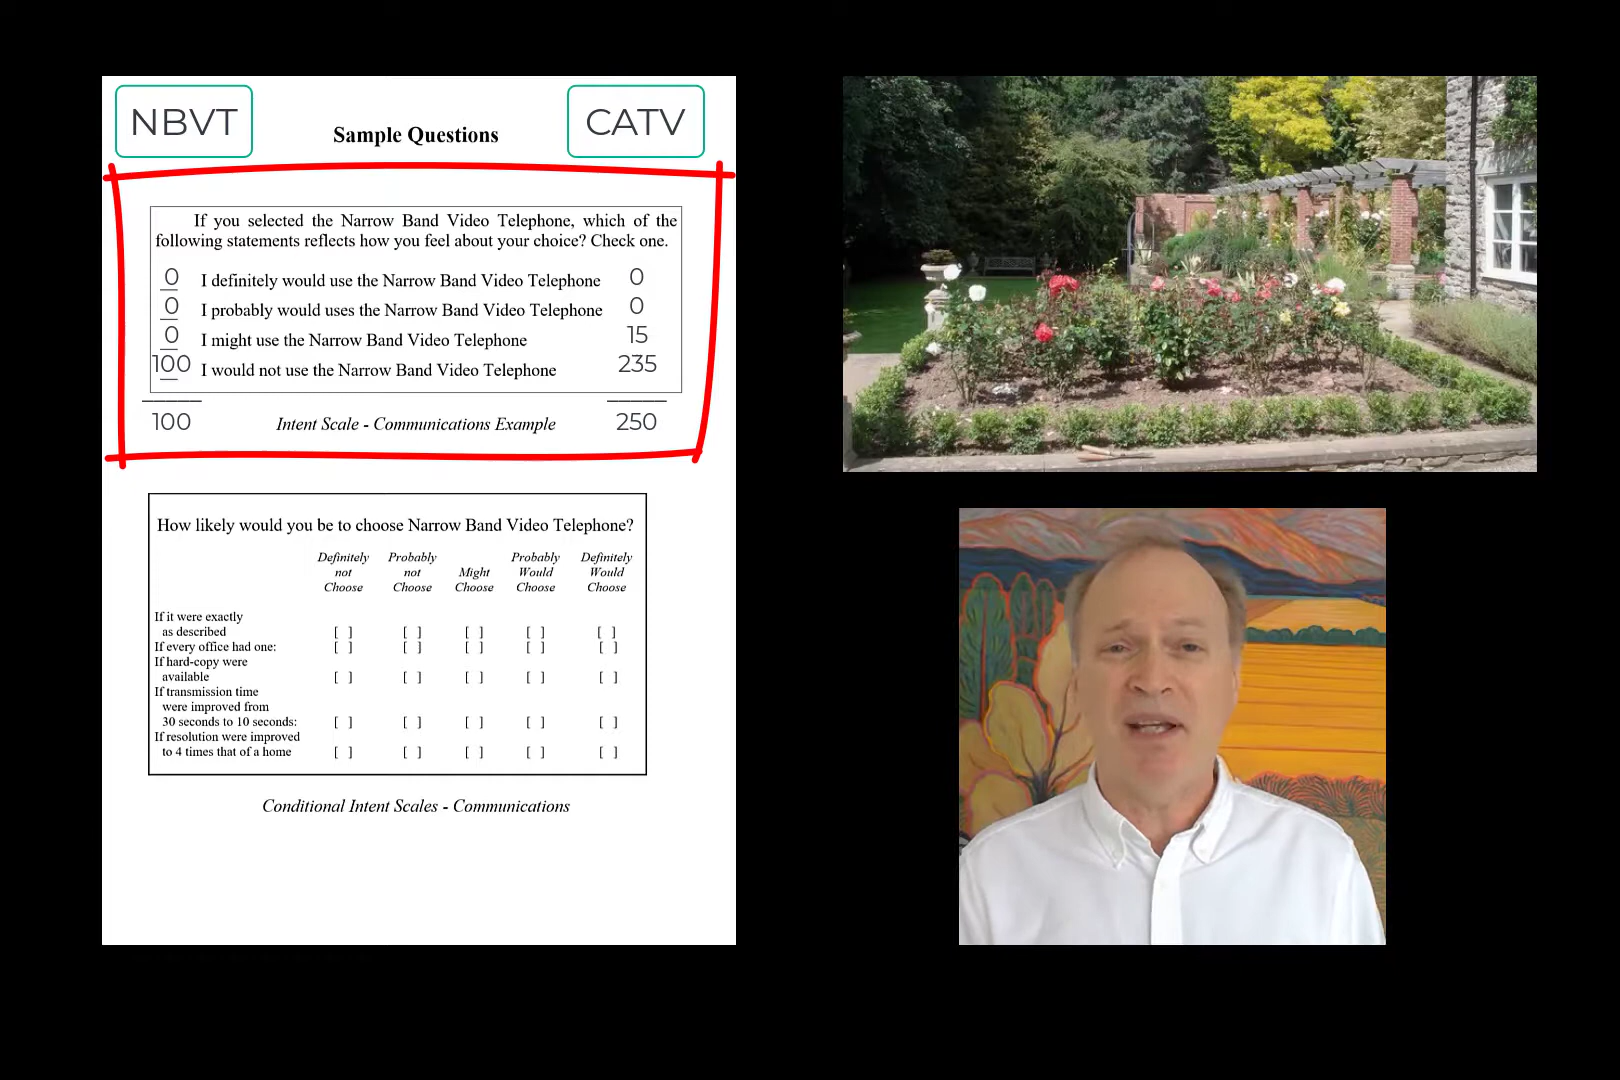 NBVT
CATV
Sample Questions
If you selected the Narrow Band Video Telephone, which of the
following statements reflects how you feel about your choice? Check one.
0 I definitely would use the Narrow Band Video Telephone 0
0 I probably would uses the Narrow Band Video Telephone 0
0 I might use the Narrow Band Video Telephone 15
100 I would not use the Narrow Band Video Telephone 235
100 Intent Scale - Communications Example 250
How likely would you be to choose Narrow Band Video Telephone?
Definitely not Choose
Probably not Choose
Might Choose
Probably Would Choose
Definitely Would Choose
If it were exactly
as described [ ] [ ] [ ] [ ] [ ]
If every office had one: [ ] [ ] [ ] [ ] [ ]
If hard-copy were
available [ ] [ ] [ ] [ ] [ ]
If transmission time
were improved from
30 seconds to 10 seconds: [ ] [ ] [ ] [ ] [ ]
If resolution were improved
to 4 times that of a home [ ] [ ] [ ] [ ] [ ]
Conditional Intent Scales - Communications